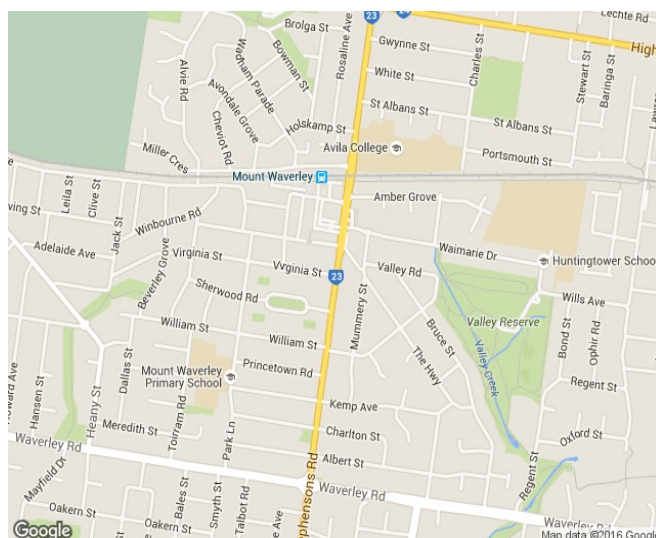 Lechte Rd
Brolga St
23
Gwynne St
High
Rosaline Ave
Bowman St
Wadham Parade
Alvie Rd
White St
Charles St
Stewart St
Baringa St
Avondale Grove
St Albans St
St Albans St
Holskamp St
Cheviot Rd
Avila College
Portsmouth St
Miller Cres
Mount Waverley
Leila St
Clive St
Amber Grove
Jack St
Winbourne Rd
Adelaide Ave
Waimarie Dr
Huntingtower School
Beverley Grove
Virginia St
Virginia St
23
Valley Rd
Sherwood Rd
Mummery St
Wills Ave
Valley Reserve
Bond St
Ophir Rd
William St
William St
Bruce St
The Hwy
Valley Creek
Mount Waverley
Primary School
Princetown Rd
Regent St
Dallas St
Hansen St
Heany St
Toirram Rd
Park Ln
Kemp Ave
Meredith St
Charlton St
Oxford St
Waverley Rd
Albert St
Regent St
Mayfield Dr
Bales St
Smyth St
Talbot Rd
Waverley Rd
Oakern St
Oakern St
Waverley Rd
Google
Map data ©2016 Google